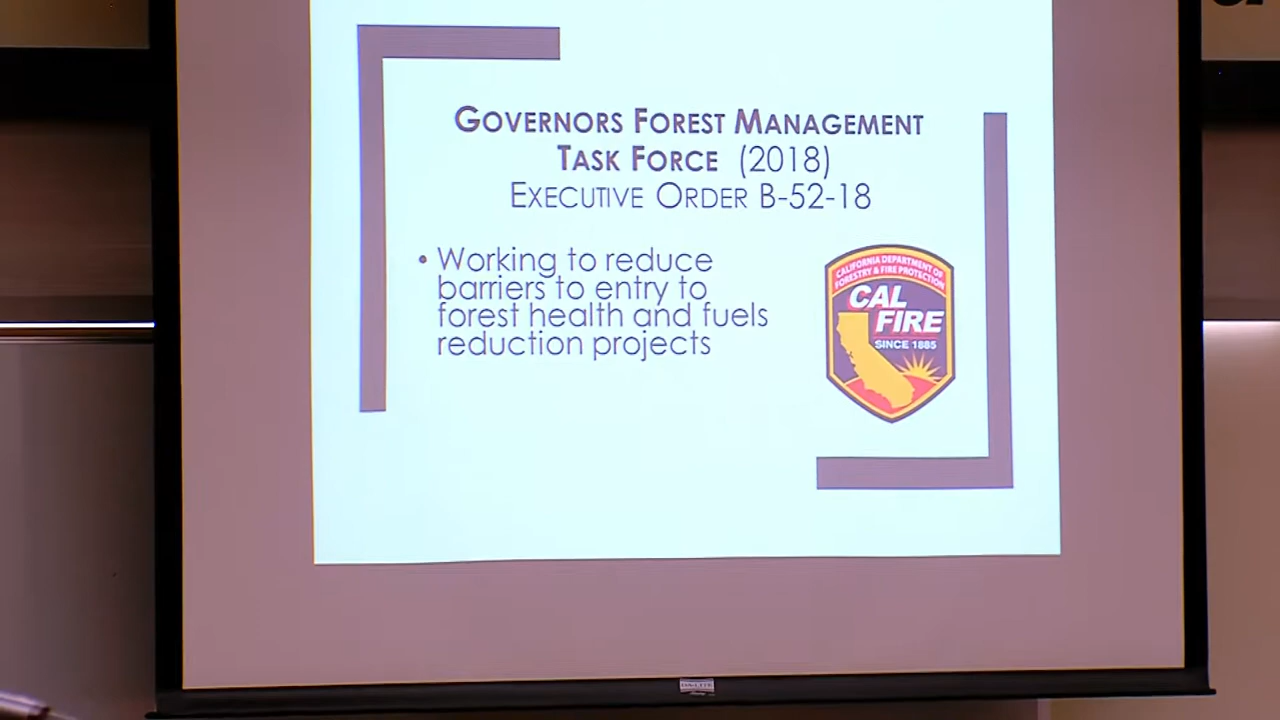 GOVERNORS FOREST MANAGEMENT
TASK FORCE (2018)
EXECUTIVE ORDER B-52-18
• Working to reduce
barriers to entry to
forest health and fuels
reduction projects
CALIFORNIA DEPARTMENT OF
FORESTRY & FIRE PROTECTION
CAL
FIRE
SINCE 1885